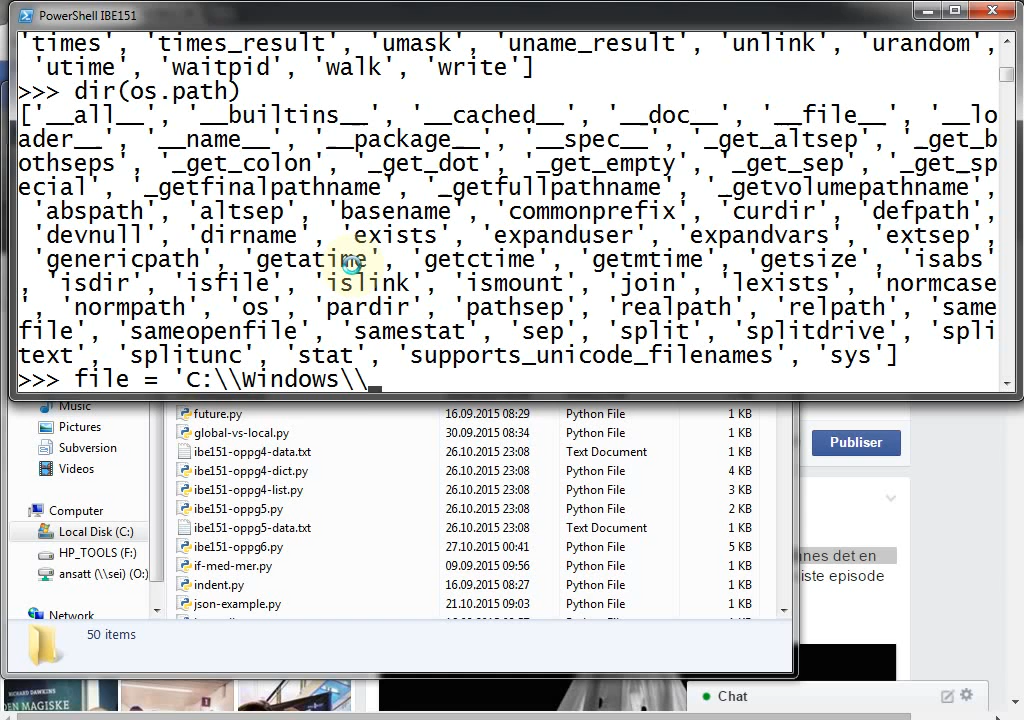 PowerShell IBE151
'times', 'times_result', 'umask', 'uname_result', 'unlink', 'urandom',
 'utime', 'waitpid', 'walk', 'write']
>>> dir(os.path)
['__all__', '__builtins__', '__cached__', '__doc__', '__file__', '__lo
ader__', '__name__', '__package__', '__spec__', '_get_altsep', '_get_b
othseps', '_get_colon', '_get_dot', '_get_empty', '_get_sep', '_get_sp
ecial', '_getfinalpathname', '_getfullpathname', '_getvolumepathname',
 'abspath', 'altsep', 'basename', 'commonprefix', 'curdir', 'defpath',
 'devnull', 'dirname', 'exists', 'expanduser', 'expandvars', 'extsep',
 'genericpath', 'getatime', 'getctime', 'getmtime', 'getsize', 'isabs'
, 'isdir', 'isfile', 'islink', 'ismount', 'join', 'lexists', 'normcase
', 'normpath', 'os', 'pardir', 'pathsep', 'realpath', 'relpath', 'same
file', 'sameopenfile', 'samestat', 'sep', 'split', 'splitdrive', 'spli
text', 'splitunc', 'stat', 'supports_unicode_filenames', 'sys']
>>> file = 'C:\\Windows\\
Music
Pictures
Subversion
Videos
Computer
Local Disk (C:)
HP_TOOLS (F:)
ansatt (\\sei) (O:)
Network
future.py 16.09.2015 08:29 Python File 1 KB
global-vs-local.py 30.09.2015 08:34 Python File 1 KB
ibe151-oppg4-data.txt 26.10.2015 23:08 Text Document 1 KB
ibe151-oppg4-dict.py 26.10.2015 23:08 Python File 4 KB
ibe151-oppg4-list.py 26.10.2015 23:08 Python File 3 KB
ibe151-oppg5.py 26.10.2015 23:08 Python File 2 KB
ibe151-oppg5-data.txt 26.10.2015 23:08 Text Document 1 KB
ibe151-oppg6.py 27.10.2015 00:41 Python File 5 KB
if-med-mer.py 09.09.2015 09:56 Python File 1 KB
indent.py 16.09.2015 08:27 Python File 1 KB
json-example.py 21.10.2015 09:03 Python File 1 KB
50 items
Publiser
nnes det en
iste episode
RICHARD DAWKINS
DEN MAGISKE
Chat